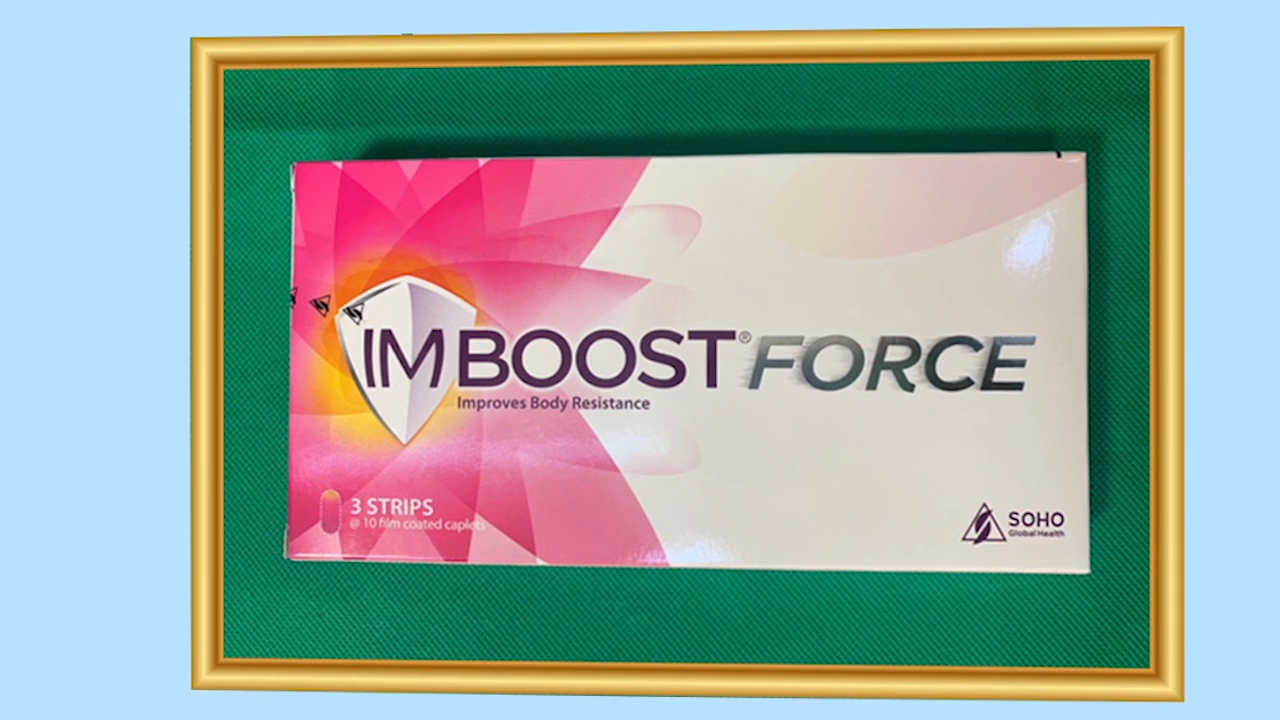 IMBOOST® FORCE
Improves Body Resistance
3 STRIPS
@ 10 film coated caplets
SOHO
Global Health